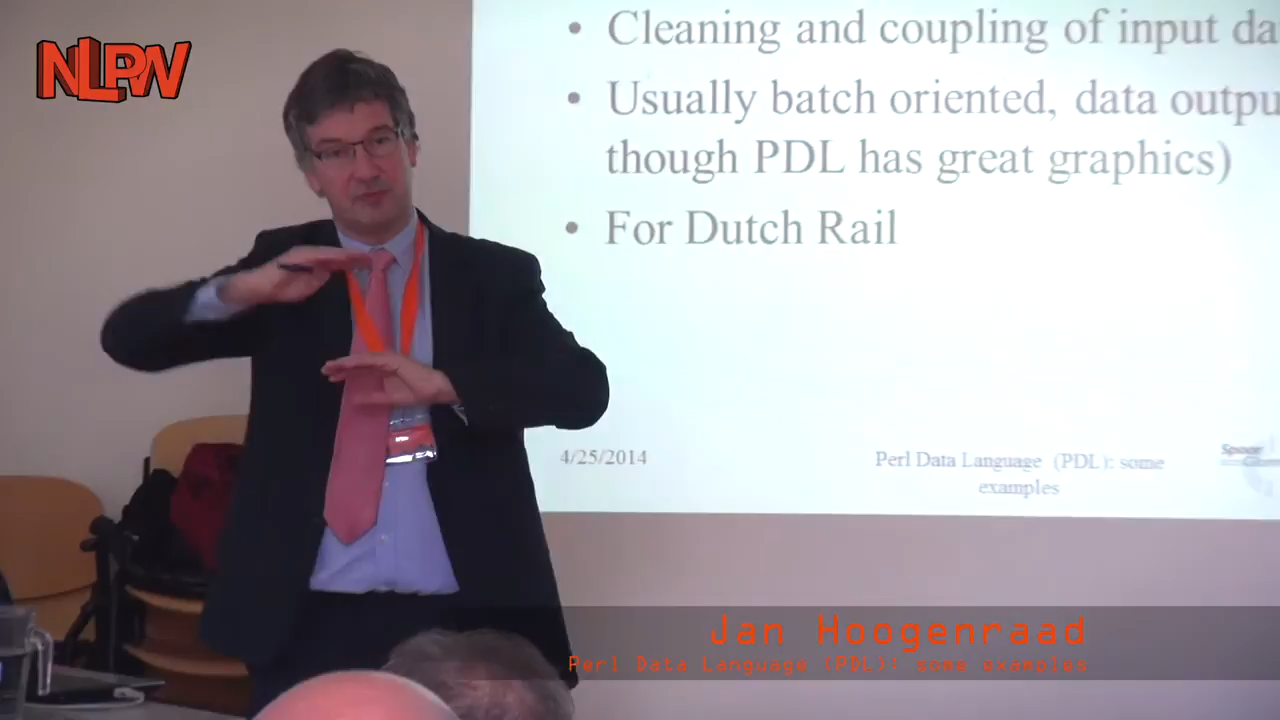 NLPW
• Cleaning and coupling of input da
• Usually batch oriented, data outpu
though PDL has great graphics)
• For Dutch Rail
4/25/2014
Perl Data Language (PDL): some
examples
Spoor
Jan Hoogenraad
Perl Data Language (PDL): some examples